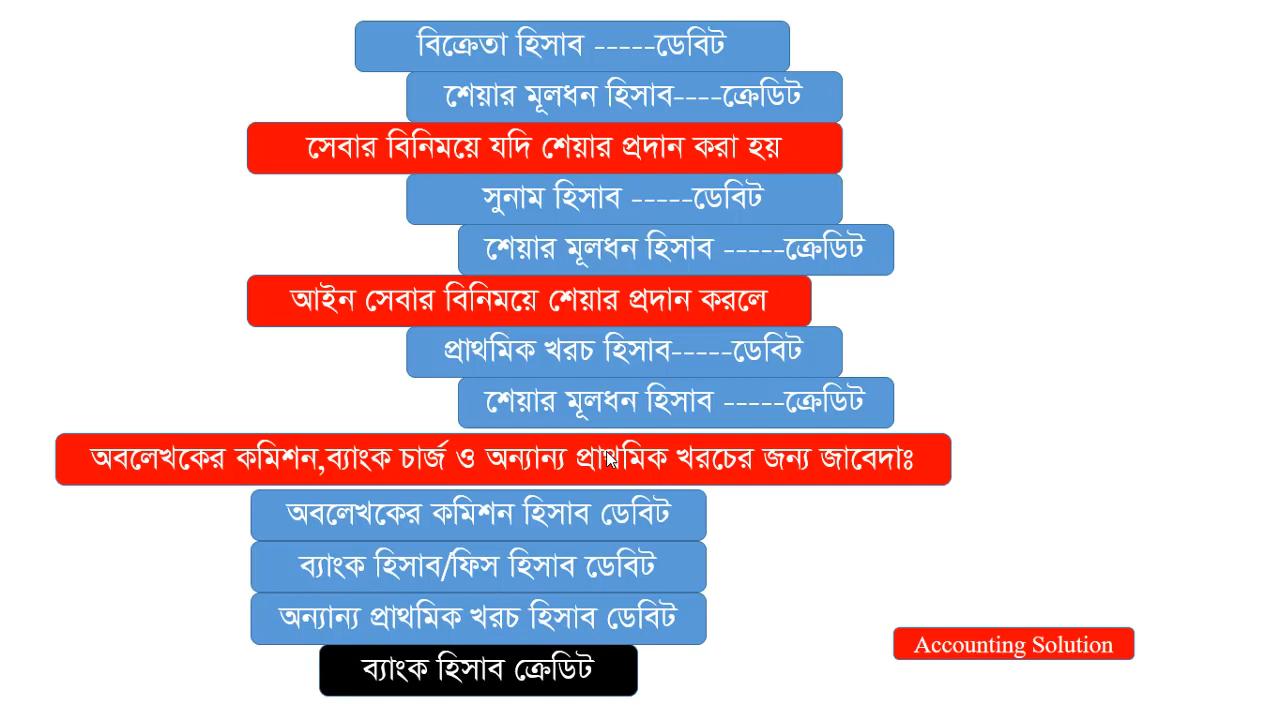 বিক্রেতা হিসাব -----ডেবিট
শেয়ার মূলধন হিসাব----ক্রেডিট
সেবার বিনিময়ে যদি শেয়ার প্রদান করা হয়
সুনাম হিসাব -----ডেবিট
শেয়ার মূলধন হিসাব -----ক্রেডিট
আইন সেবার বিনিময়ে শেয়ার প্রদান করলে
প্রাথমিক খরচ হিসাব-----ডেবিট
শেয়ার মূলধন হিসাব -----ক্রেডিট
অবলেখকের কমিশন,ব্যাংক চার্জ ও অন্যান্য প্রাথমিক খরচের জন্য জাবেদাঃ
অবলেখকের কমিশন হিসাব ডেবিট
ব্যাংক হিসাব/ফিস হিসাব ডেবিট
অন্যান্য প্রাথমিক খরচ হিসাব ডেবিট
ব্যাংক হিসাব ক্রেডিট
Accounting Solution